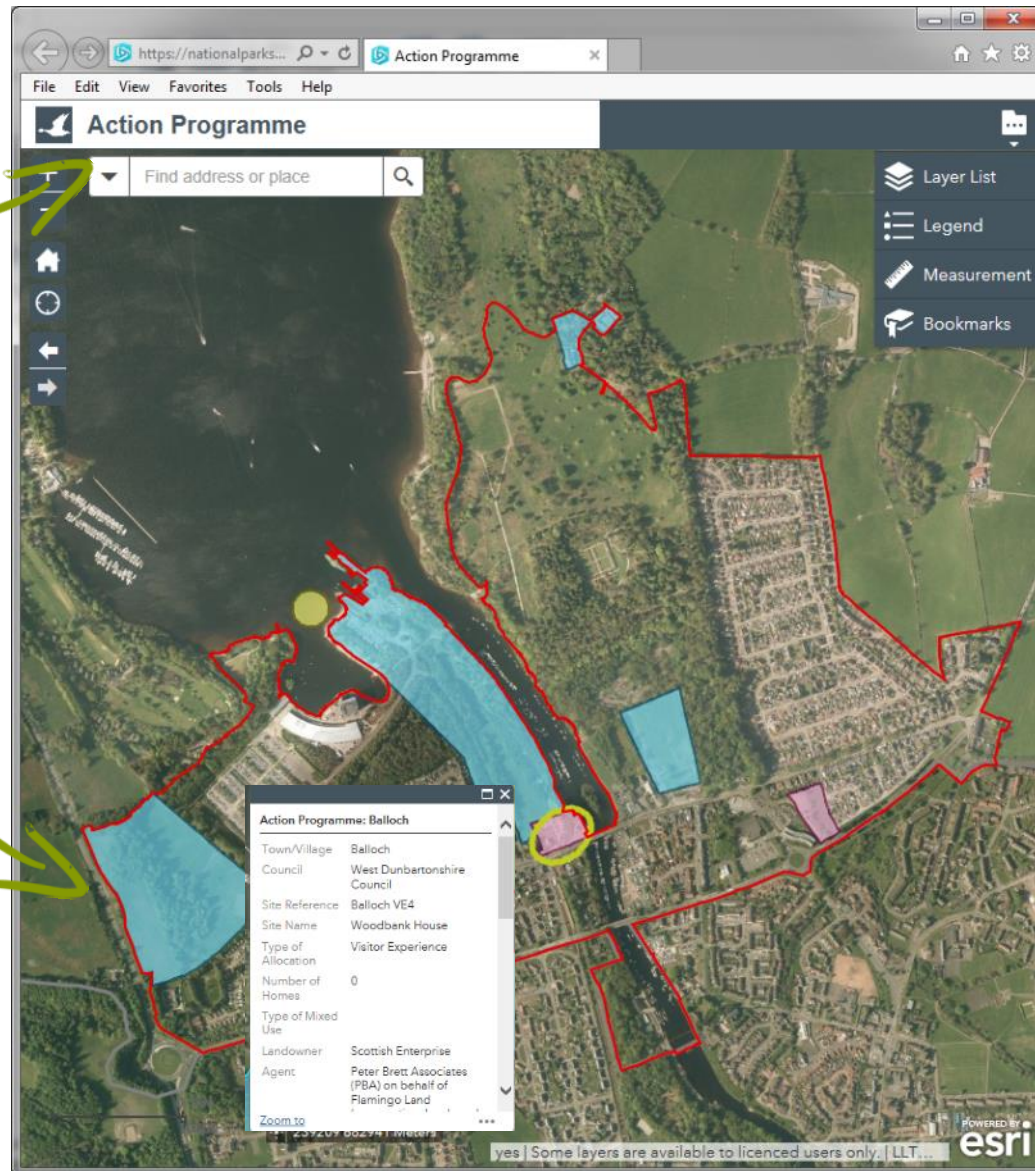 https://nationalparks...
Action Programme
File Edit View Favorites Tools Help
Action Programme
Find address or place
Layer List
Legend
Measurement
Bookmarks
Action Programme: Balloch
Town/Village Balloch
Council West Dunbartonshire
Council
Site Reference Balloch VE4
Site Name Woodbank House
Type of Visitor Experience
Allocation
Number of 0
Homes
Type of Mixed
Use
Landowner Scottish Enterprise
Agent Peter Brett Associates
(PBA) on behalf of
Flamingo Land
Zoom to
Meters
yes | Some layers are available to licenced users only. | LLT...
POWERED BY
esri